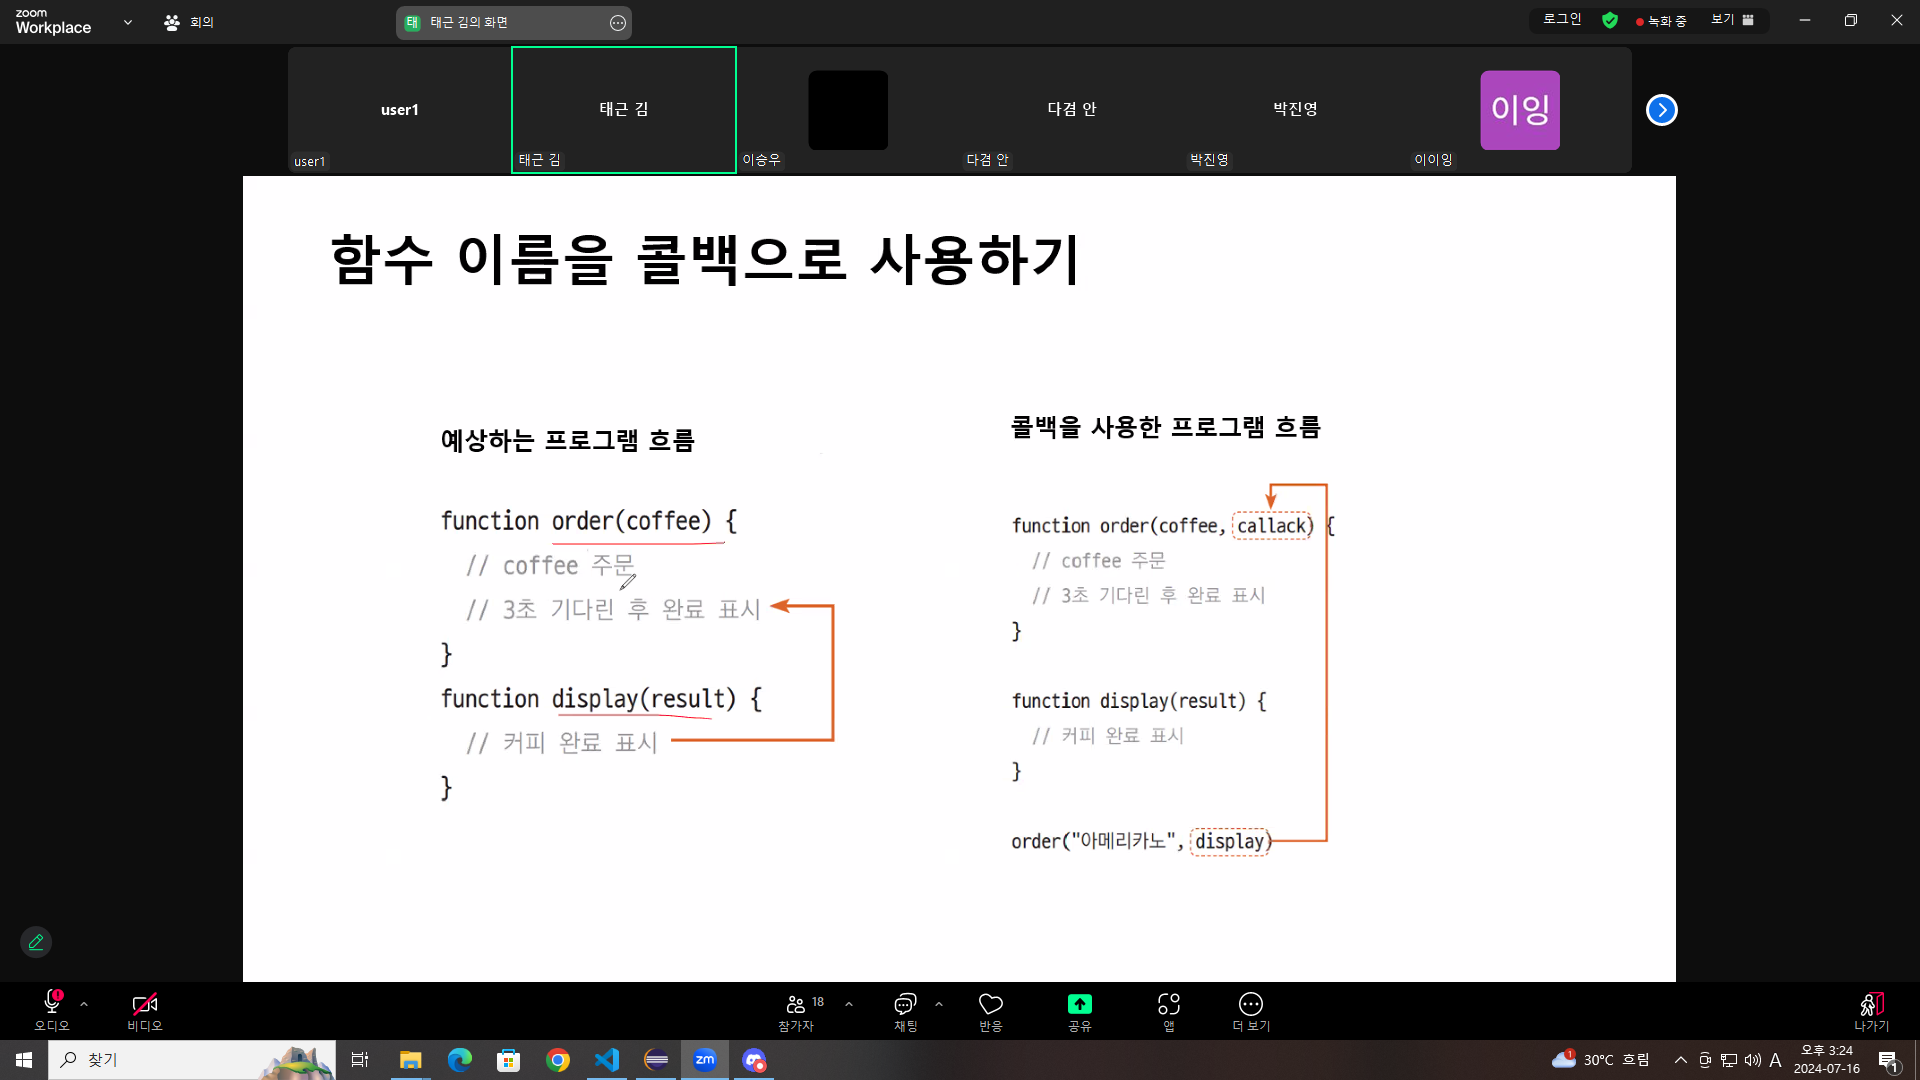 zoom
Workplace
회의
태 태근 김의 화면
로그인
녹화 중
보기
user1
태근 김
다겸 안
박진영
이잉
user1
태근 김
이승우
다겸 안
박진영
이이잉
함수 이름을 콜백으로 사용하기
예상하는 프로그램 흐름
function order(coffee) {
// coffee 주문
// 3초 기다린 후 완료 표시
}
function display(result) {
// 커피 완료 표시
}
콜백을 사용한 프로그램 흐름
function order(coffee, callack) {
// coffee 주문
// 3초 기다린 후 완료 표시
}
function display(result) {
// 커피 완료 표시
}
order("아메리카노", display)
오디오
비디오
18
참가자
채팅
반응
공유
앱
더 보기
나가기
찾기
zm
1
30°C 흐림
A
오후 3:24
2024-07-16
1